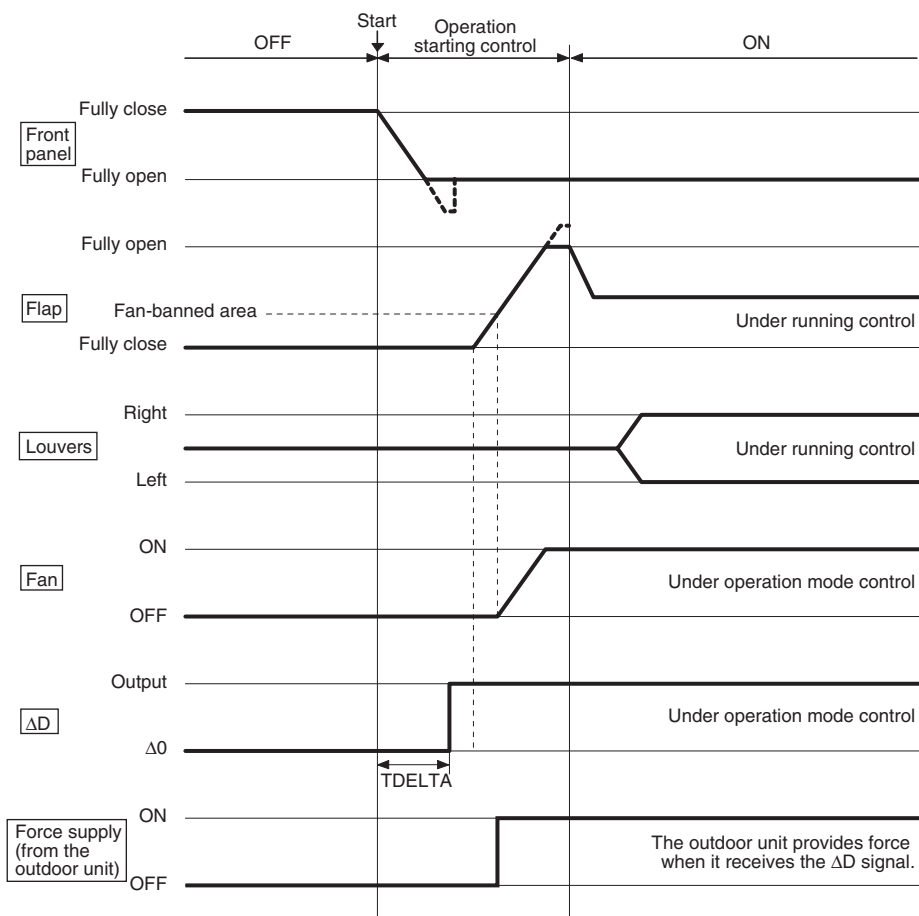 Start
OFF
Operation
starting control
ON
Fully close
Front
panel
Fully open
Fully open
Flap
Fan-banned area
Under running control
Fully close
Right
Louvers
Under running control
Left
ON
Fan
Under operation mode control
OFF
Output
ΔD
Under operation mode control
Δ0
TDELTA
ON
Force supply
(from the
outdoor unit)
The outdoor unit provides force
when it receives the ΔD signal.
OFF